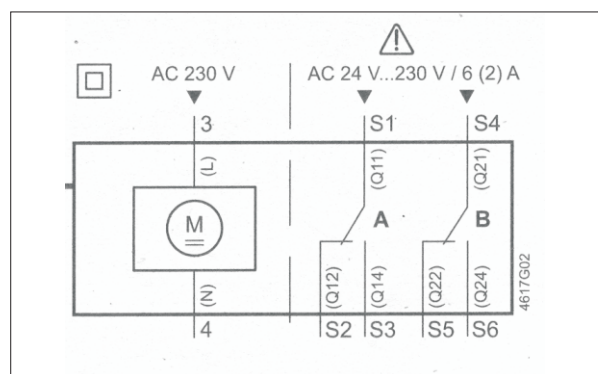 AC 230 V
AC 24 V...230 V / 6 (2) A
3
S1
S4
(L)
(Q11)
(Q21)
M
A
B
(N)
(Q12)
(Q14)
(Q22)
(Q24)
4617G02
4
S2
S3
S5
S6